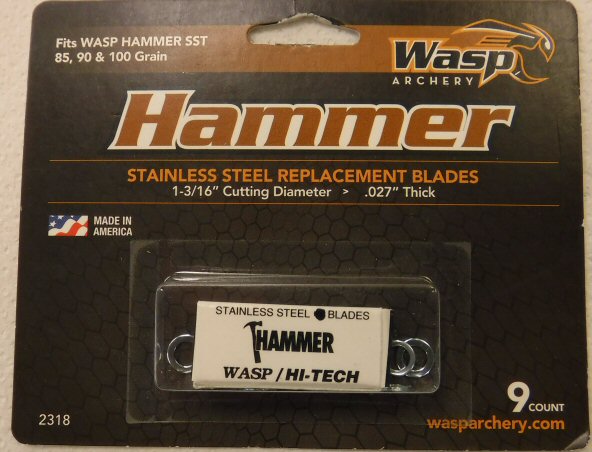 Fits WASP HAMMER SST
85, 90 & 100 Grain
Wasp
ARCHERY
Hammer
STAINLESS STEEL REPLACEMENT BLADES
1-3/16" Cutting Diameter > .027" Thick
MADE IN
AMERICA
STAINLESS STEEL ● BLADES
HAMMER
WASP / HI-TECH
2318
9 COUNT
wasparchery.com